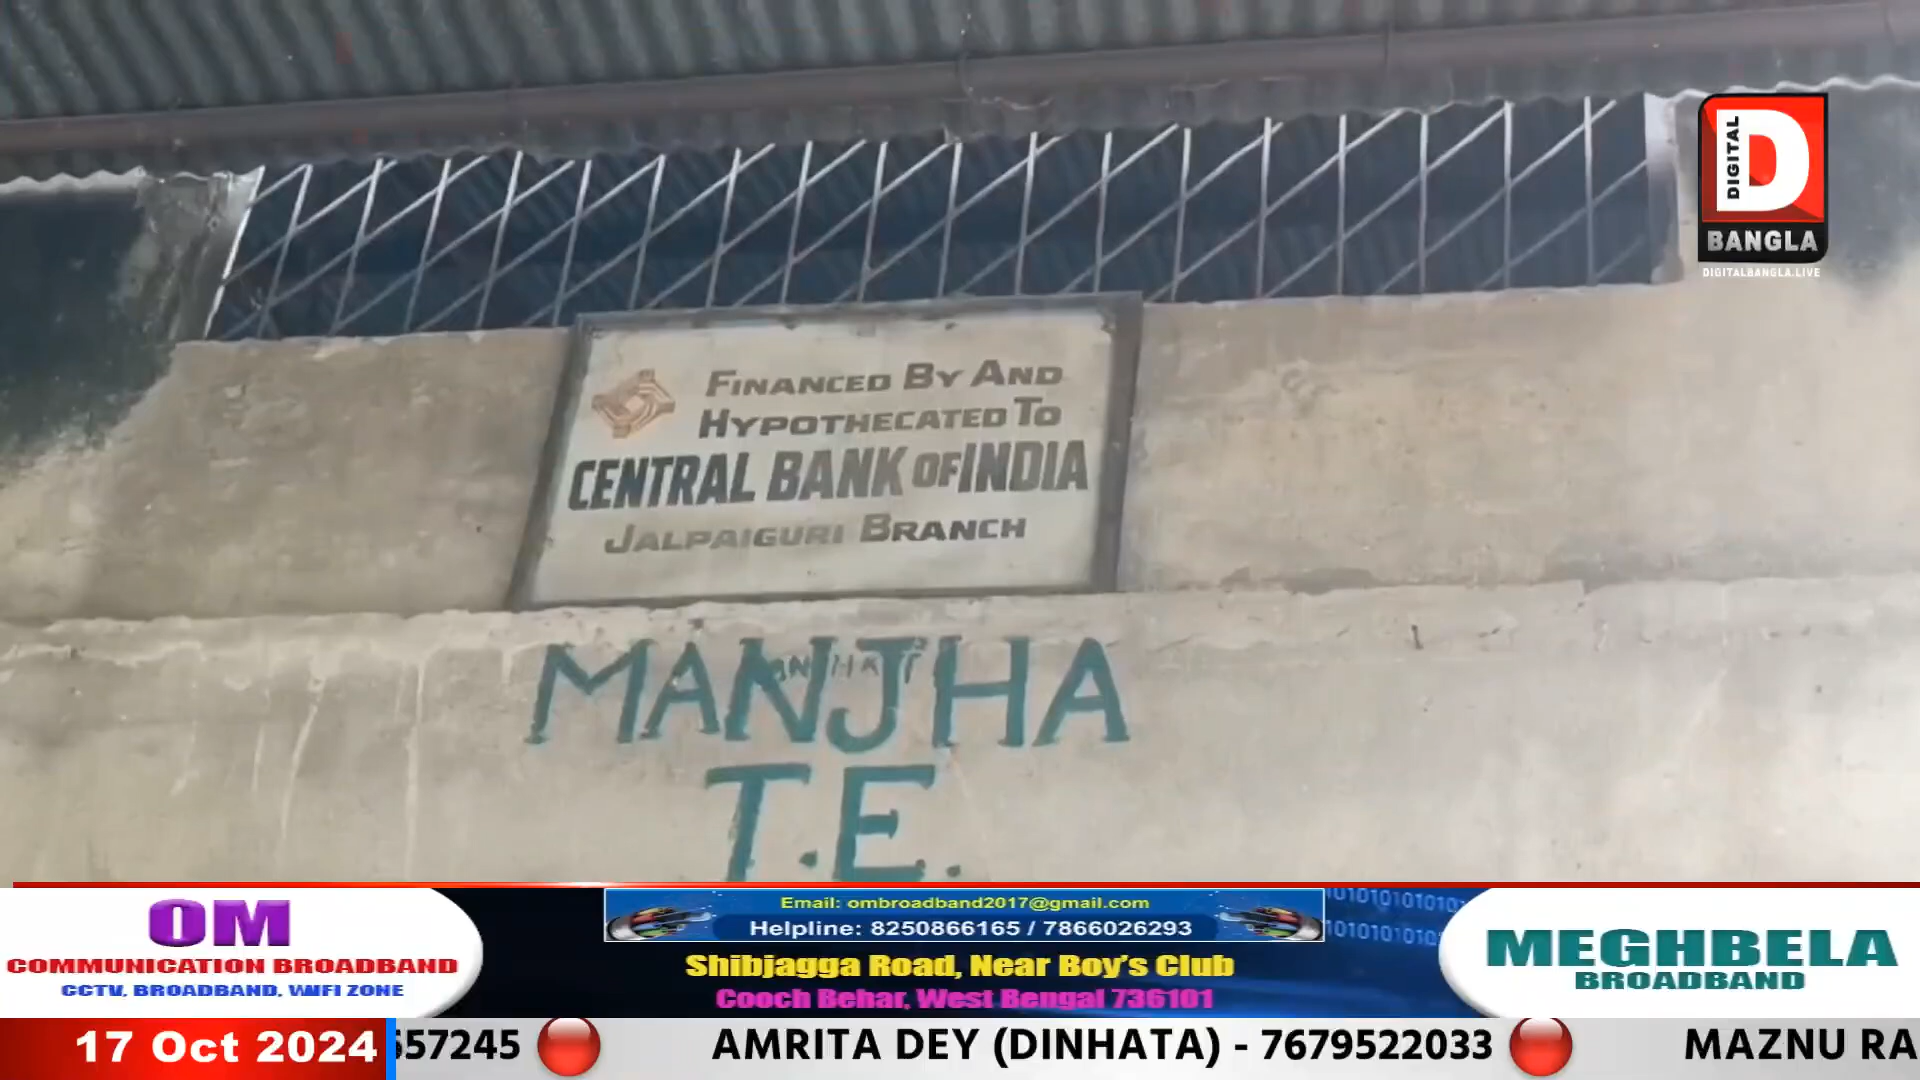 DIGITAL
D
BANGLA
DIGITALBANGLA.LIVE
FINANCED BY AND
HYPOTHECATED TO
CENTRAL BANK OF INDIA
JALPAIGURI BRANCH
MANJHA
T.E.
OM
COMMUNICATION BROADBAND
CCTV, BROADBAND, WIFI ZONE
Email: ombroadband2017@gmail.com
Helpline: 8250866165 / 7866026293
Shibjagga Road, Near Boy's Club
Cooch Behar, West Bengal 736101
MEGHBELA
BROADBAND
17 Oct 2024
57245 AMRITA DEY (DINHATA) - 7679522033 MAZNU RA